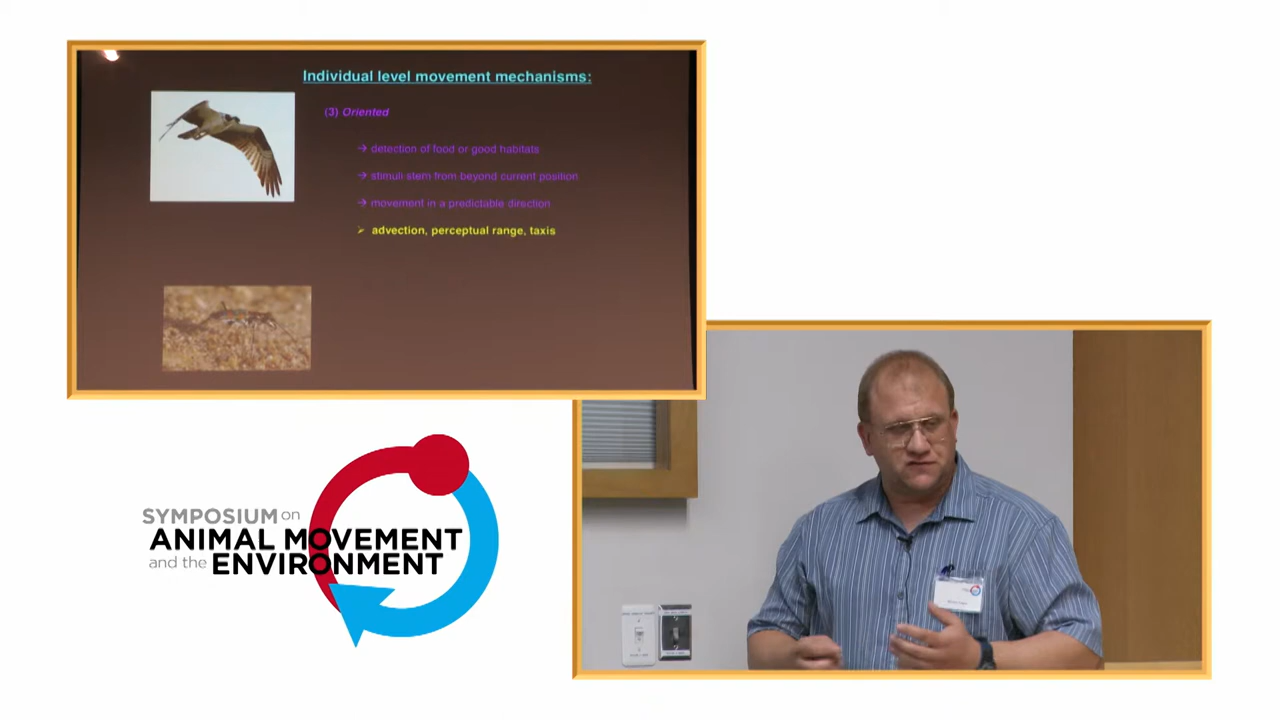 Individual level movement mechanisms:
(3) Oriented
→ detection of food or good habitats
→ stimuli stem from beyond current position
→ movement in a predictable direction
➢ advection, perceptual range, taxis
SYMPOSIUM on
ANIMAL MOVEMENT
and the ENVIRONMENT